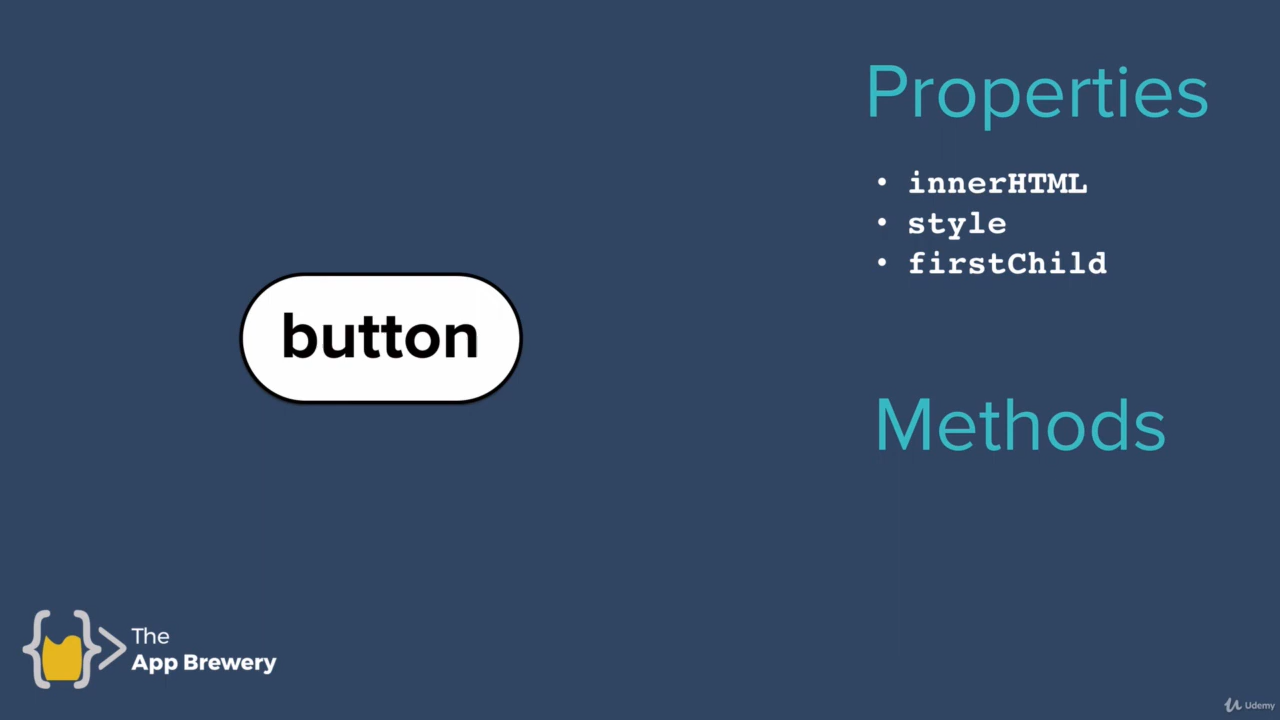 Properties
• innerHTML
• style
• firstChild
button
Methods
The
App Brewery
Udemy